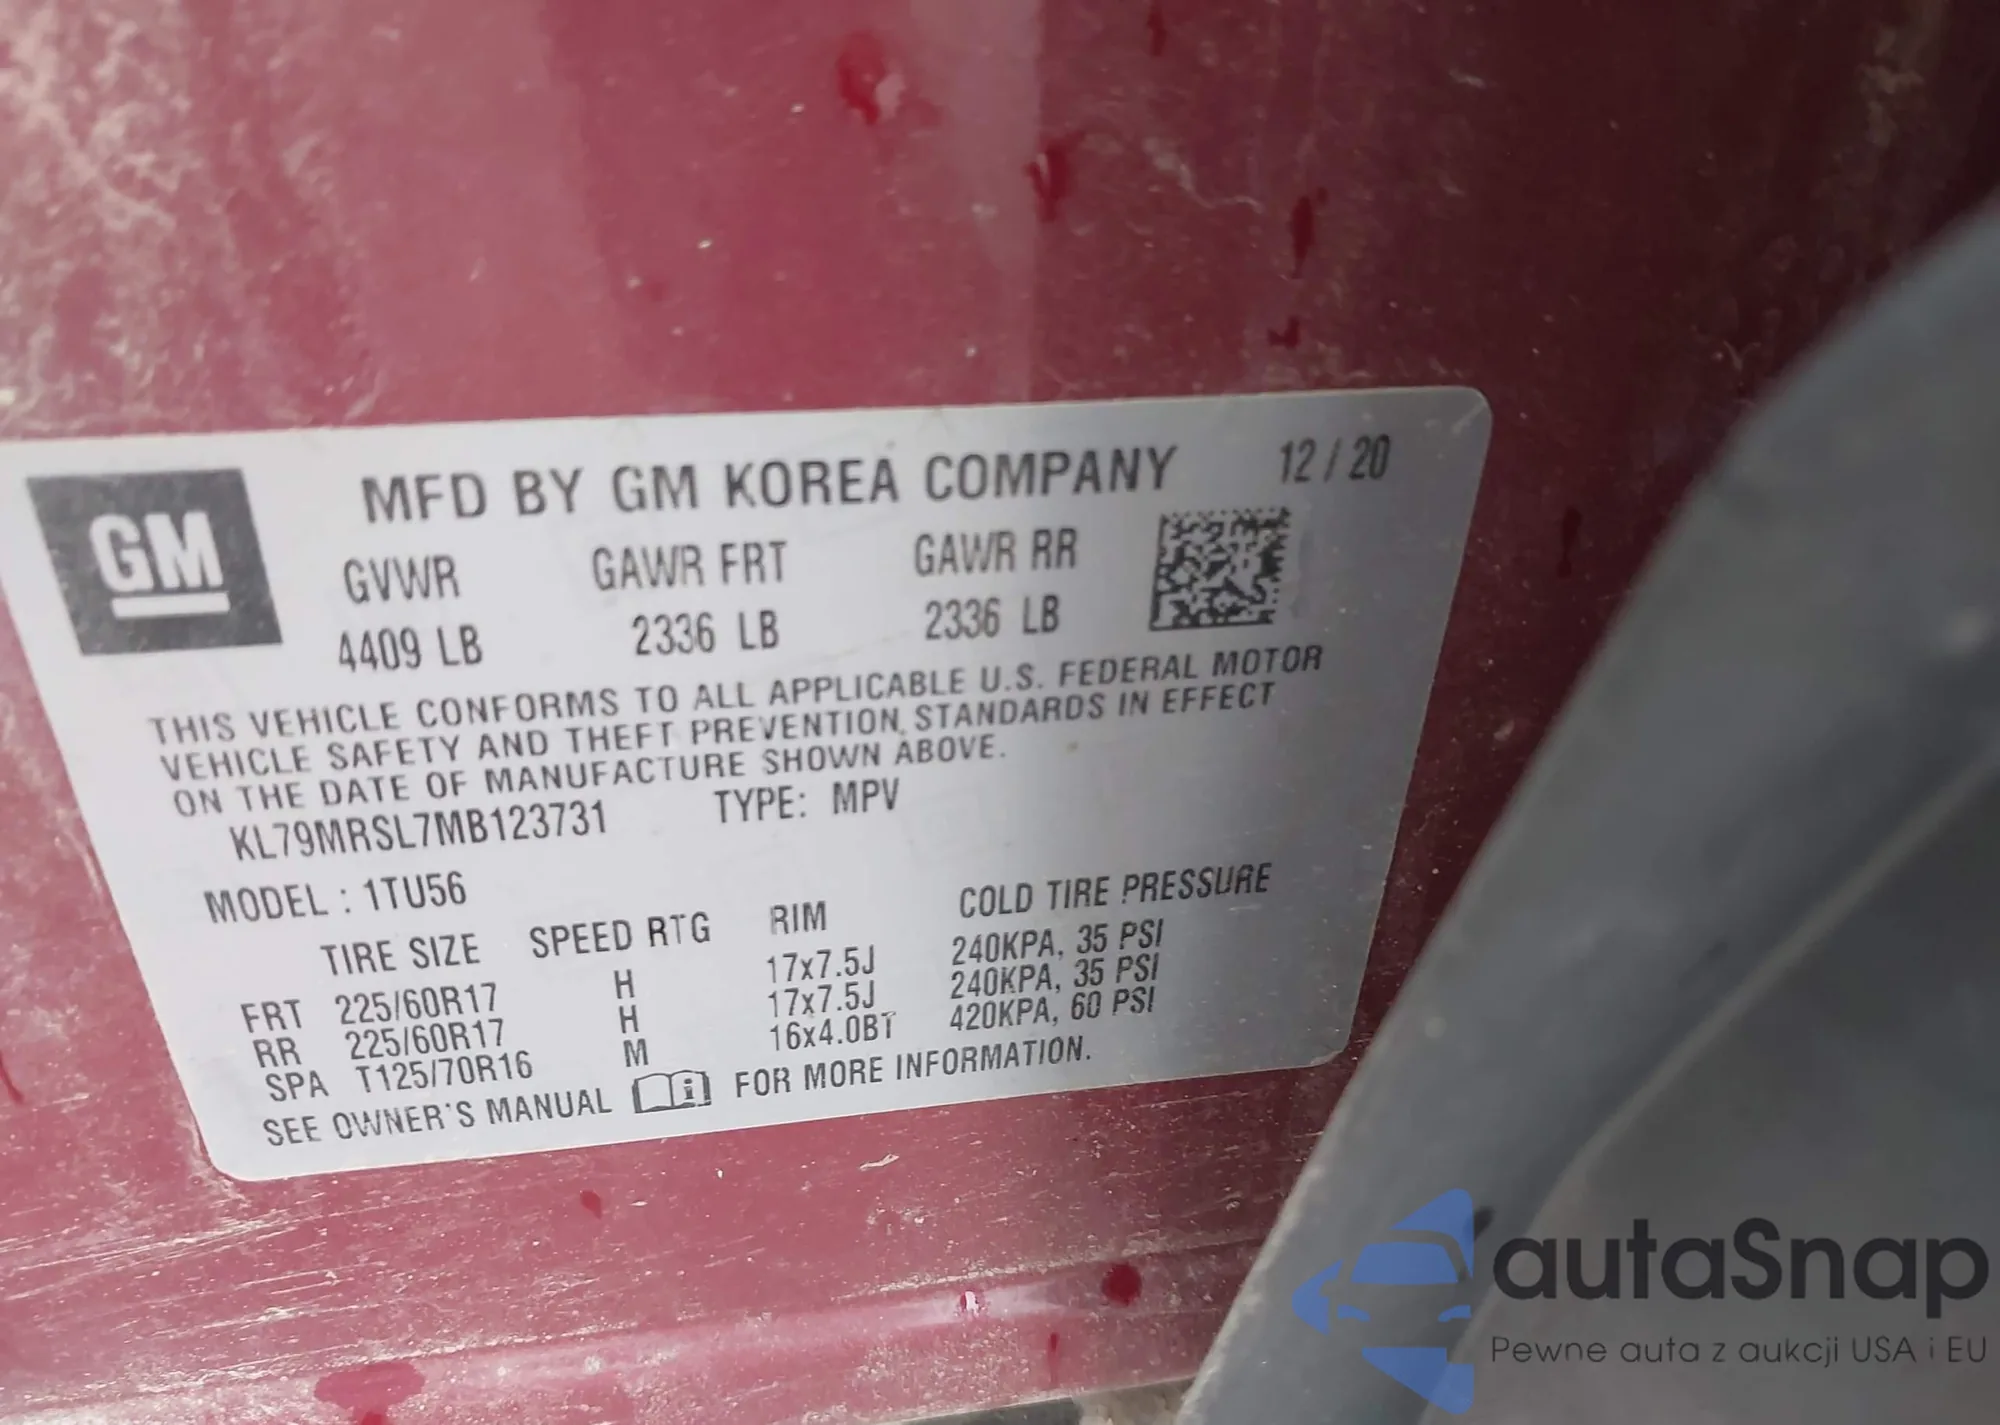 GM
MFD BY GM KOREA COMPANY 12 / 20
GVWR GAWR FRT GAWR RR
4409 LB 2336 LB 2336 LB
THIS VEHICLE CONFORMS TO ALL APPLICABLE U.S. FEDERAL MOTOR
VEHICLE SAFETY AND THEFT PREVENTION STANDARDS IN EFFECT
ON THE DATE OF MANUFACTURE SHOWN ABOVE.
KL79MRSL7MB123731 TYPE: MPV
MODEL : 1TU56
TIRE SIZE SPEED RTG RIM COLD TIRE PRESSURE
FRT 225/60R17 H 17x7.5J 240KPA, 35 PSI
RR 225/60R17 H 17x7.5J 240KPA, 35 PSI
SPA T125/70R16 M 16x4.0BT 420KPA, 60 PSI
SEE OWNER'S MANUAL FOR MORE INFORMATION.
autaSnap
Pewne auta z aukcji USA i EU